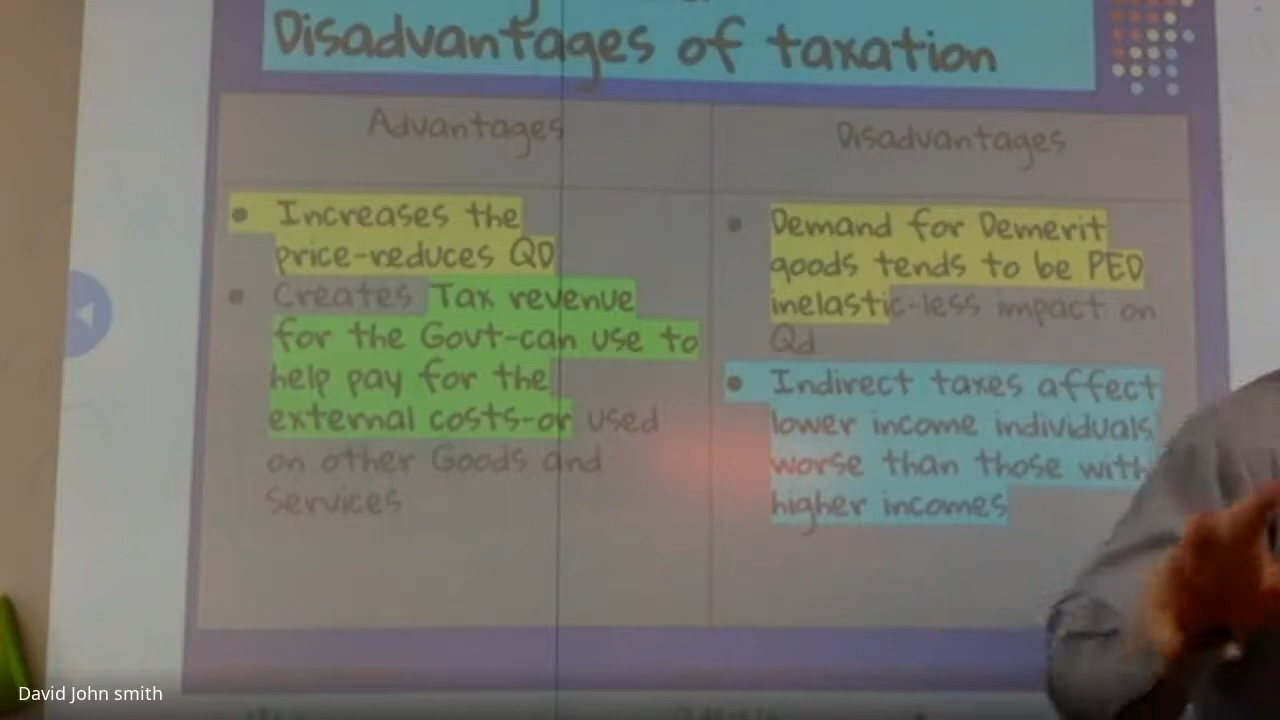 Disadvantages of taxation
Advantages
Disadvantages
Increases the
price-reduces QD
Creates Tax revenue
for the Govt-can use to
help pay for the
external costs-or used
on other Goods and
Services
Demand for Demerit
goods tends to be PED
inelastic-less impact on
Qd
Indirect taxes affect
lower income individuals
worse than those with
higher incomes
David John smith